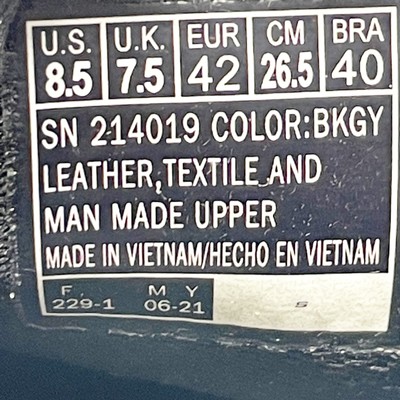 U.S. U.K. EUR CM BRA
8.5 7.5 42 26.5 40
SN 214019 COLOR:BKGY
LEATHER,TEXTILE AND
MAN MADE UPPER
MADE IN VIETNAM/HECHO EN VIETNAM
F. M Y
229-1 06-21